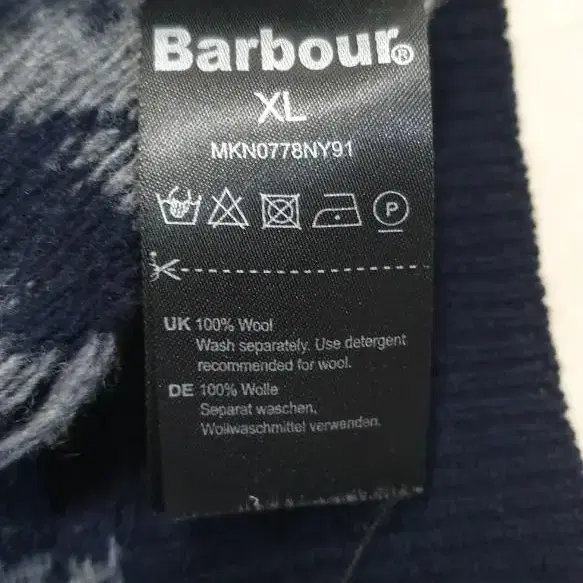 Barbour®
XL
MKN0778NY91
P
UK 100% Wool
Wash separately. Use detergent
recommended for wool.
DE 100% Wolle
Separat waschen,
Wollwaschmittel verwenden.